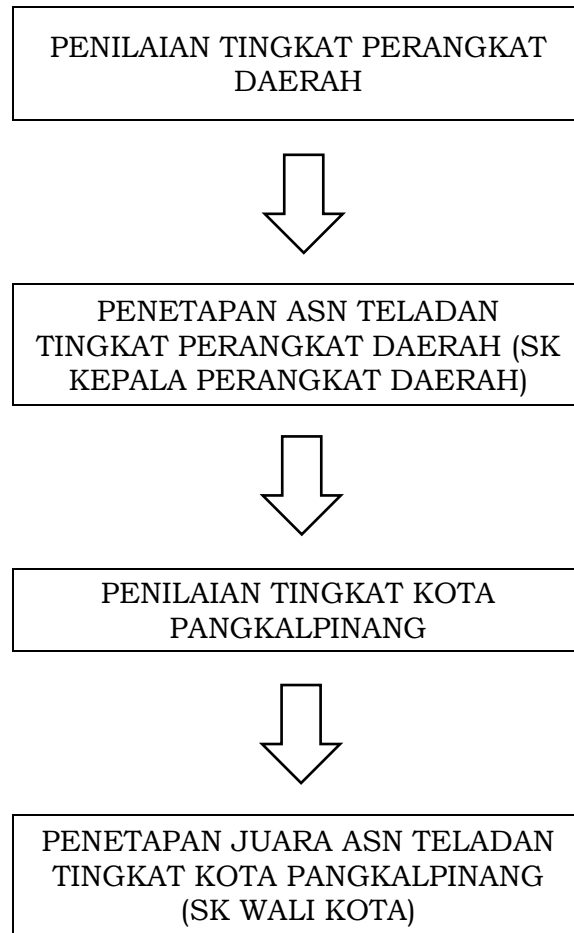 PENILAIAN TINGKAT PERANGKAT
DAERAH
PENETAPAN ASN TELADAN
TINGKAT PERANGKAT DAERAH (SK
KEPALA PERANGKAT DAERAH)
PENILAIAN TINGKAT KOTA
PANGKALPINANG
PENETAPAN JUARA ASN TELADAN
TINGKAT KOTA PANGKALPINANG
(SK WALI KOTA)